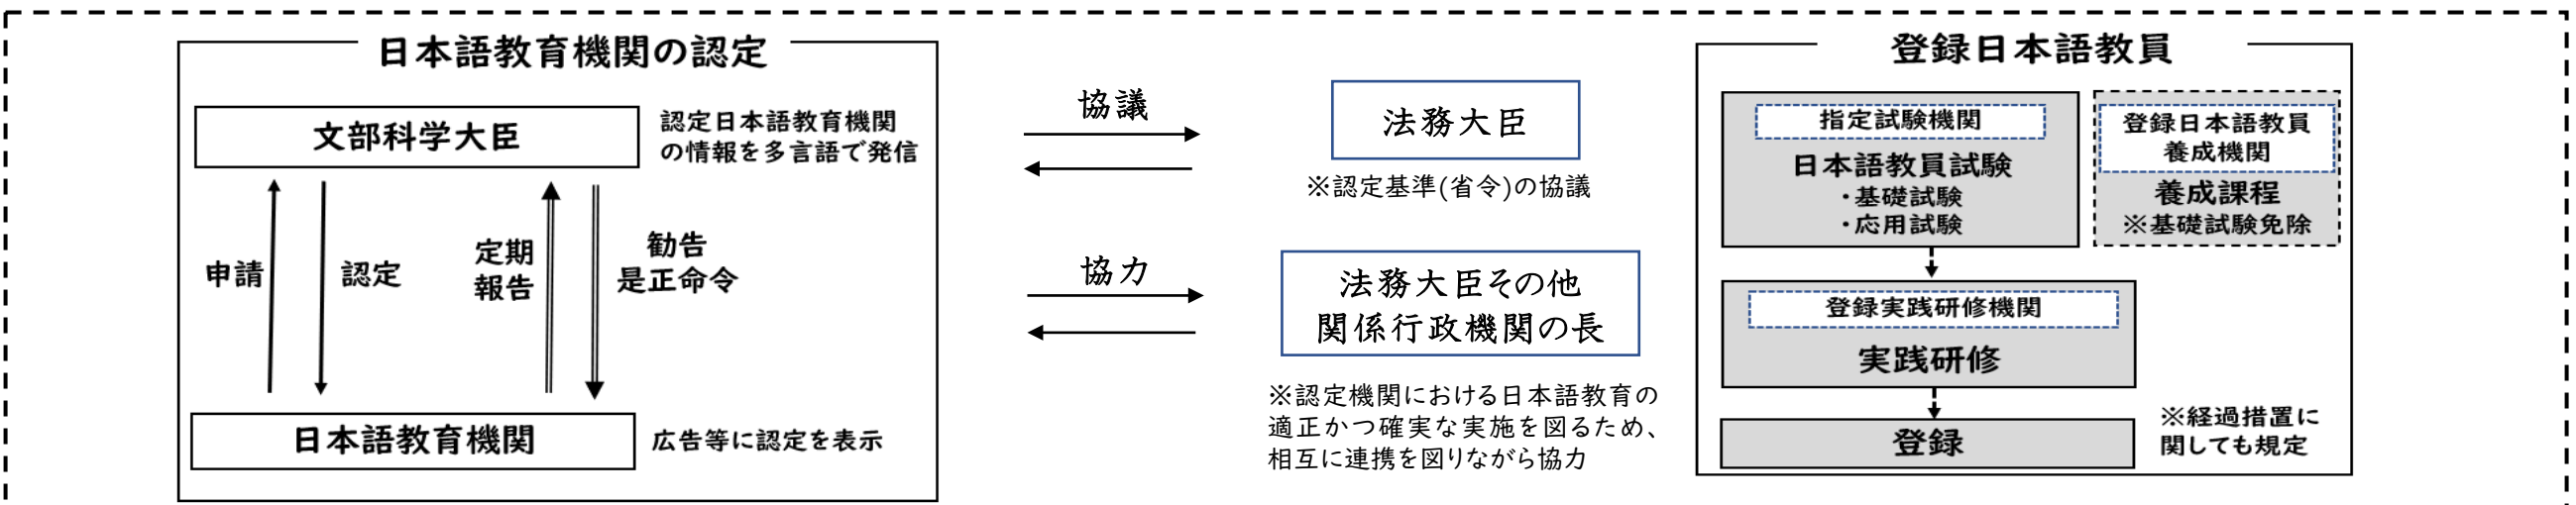 日本語教育機関の認定
文部科学大臣
認定日本語教育機関
の情報を多言語で発信
申請
認定
定期
報告
勧告
是正命令
日本語教育機関
広告等に認定を表示
協議
法務大臣
※認定基準(省令)の協議
協力
法務大臣その他
関係行政機関の長
※認定機関における日本語教育の
適正かつ確実な実施を図るため、
相互に連携を図りながら協力
登録日本語教員
指定試験機関
日本語教員試験
・基礎試験
・応用試験
登録日本語教員
養成機関
養成課程
※基礎試験免除
登録実践研修機関
実践研修
登録
※経過措置に
関しても規定